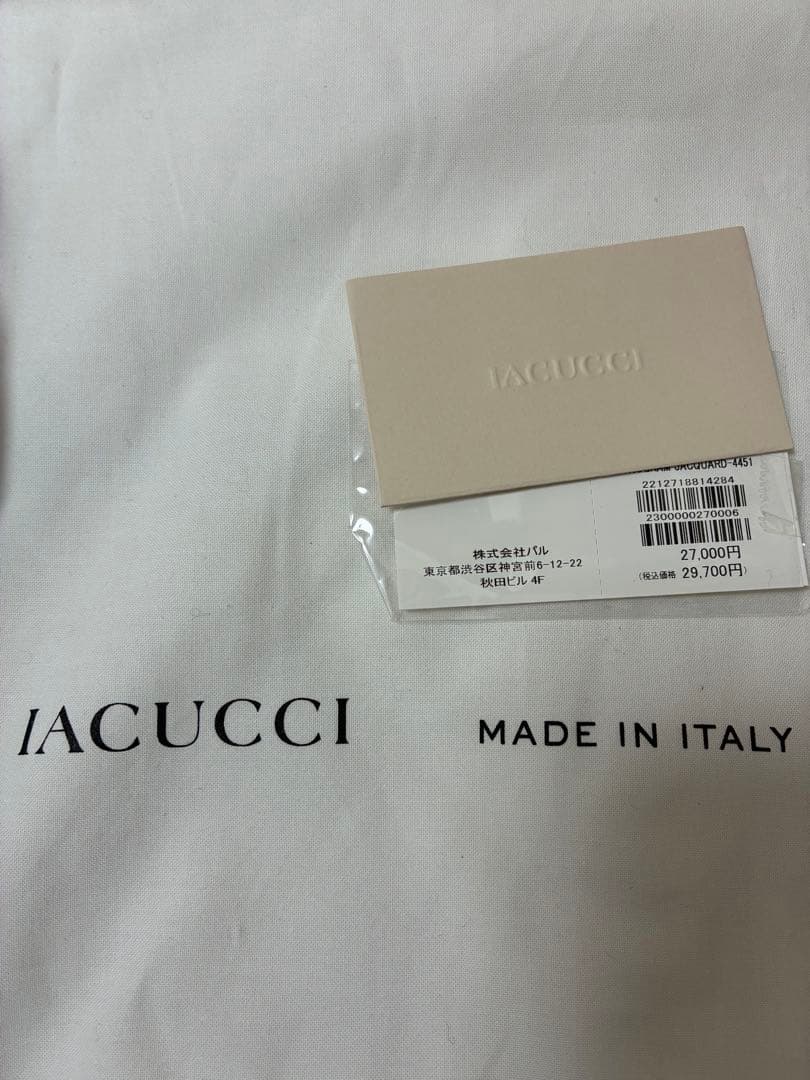 IACUCCI
JACQUARD-4451
2212718814284
2300000270006
27,000円
(税込価格 29,700円)
株式会社パル
東京都渋谷区神宮前6-12-22
秋田ビル 4F
IACUCCI
MADE IN ITALY